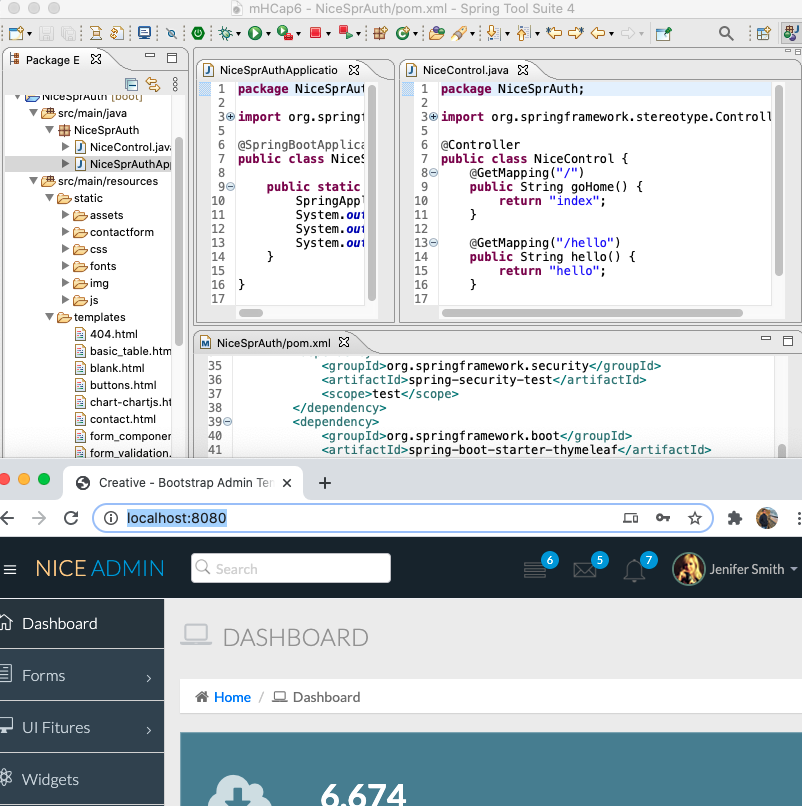 mHCap6 - NiceSprAuth/pom.xml - Spring Tool Suite 4
Package E
NiceSprAuth [boot]
src/main/java
NiceSprAuth
NiceControl.java
NiceSprAuthAp
src/main/resources
static
assets
contactform
css
fonts
img
js
templates
404.html
basic_table.htm
blank.html
buttons.html
chart-chartjs.ht
contact.html
form_componen
form_validation.
NiceSprAuthApplicatio
1 package NiceSprAut
2
3 import org.springf
5
6 @SpringBootApplica
7 public class NiceS
8
9 public static
10 SpringAppl
11 System.out
12 System.out
13 System.out
14 }
15
16 }
17
NiceControl.java
1 package NiceSprAuth;
2
3 import org.springframework.stereotype.Controll
5
6 @Controller
7 public class NiceControl {
8 @GetMapping("/")
9 public String goHome() {
10 return "index";
11 }
12
13 @GetMapping("/hello")
14 public String hello() {
15 return "hello";
16 }
17
NiceSprAuth/pom.xml
35 <groupId>org.springframework.security</groupId>
36 <artifactId>spring-security-test</artifactId>
37 <scope>test</scope>
38 </dependency>
39 <dependency>
40 <groupId>org.springframework.boot</groupId>
41 <artifactId>spring-boot-starter-thymeleaf</artifactId>
Creative - Bootstrap Admin Ten
localhost:8080
NICE ADMIN
Search
6
5
7
Jenifer Smith
Dashboard
Forms
UI Fitures
Widgets
DASHBOARD
Home / Dashboard
6.674